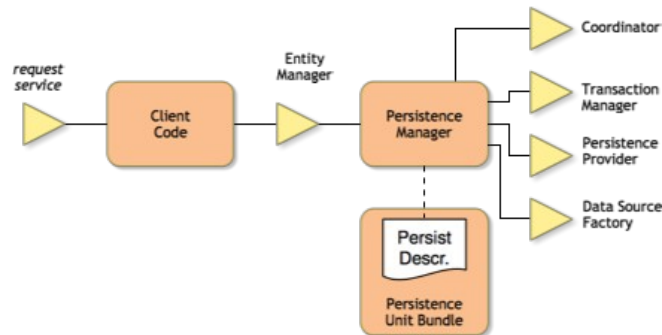 request
service
Client
Code
Entity
Manager
Persistence
Manager
Coordinator
Transaction
Manager
Persistence
Provider
Data Source
Factory
Persist
Descr.
Persistence
Unit Bundle